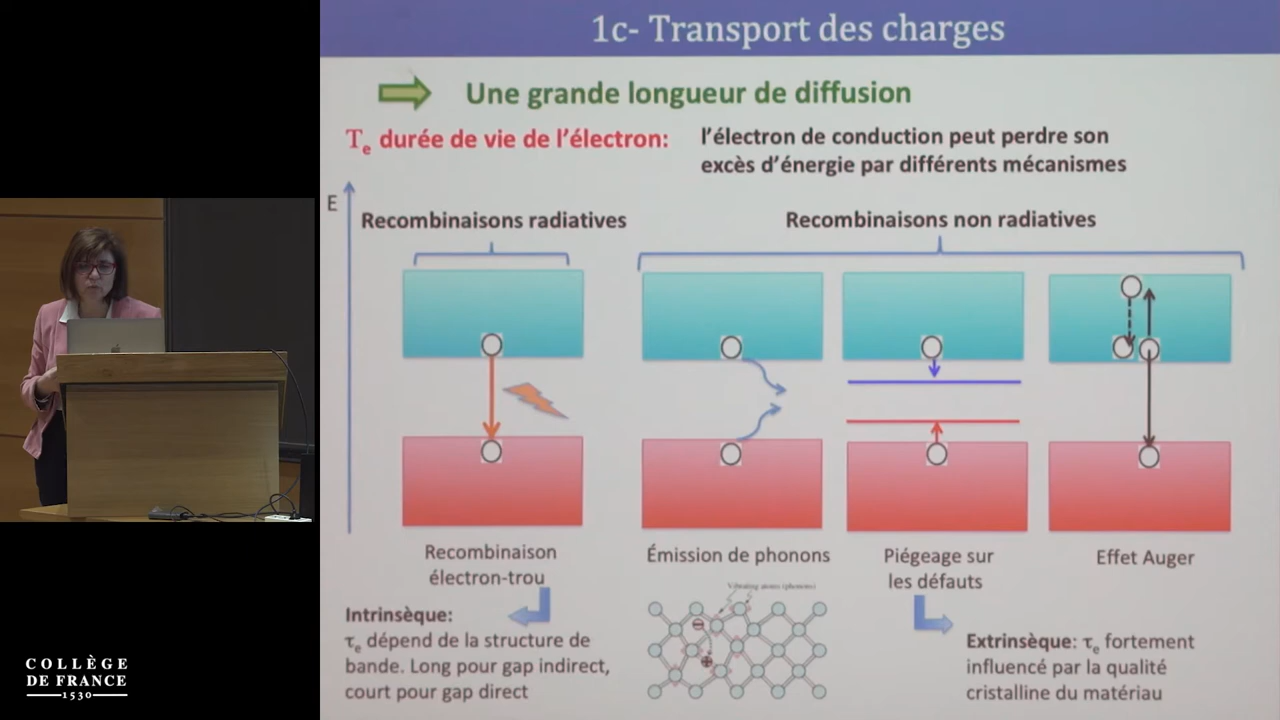 1c- Transport des charges
Une grande longueur de diffusion
Te durée de vie de l'électron:
l'électron de conduction peut perdre son
excès d'énergie par différents mécanismes
E
Recombinaisons radiatives
Recombinaisons non radiatives
Recombinaison
électron-trou
Émission de phonons
Piégeage sur
les défauts
Effet Auger
Vibrating atoms (phonons)
Intrinsèque:
τe dépend de la structure de
bande. Long pour gap indirect,
court pour gap direct
Extrinsèque: τe fortement
influencé par la qualité
cristalline du matériau
COLLÈGE
DE FRANCE
1530